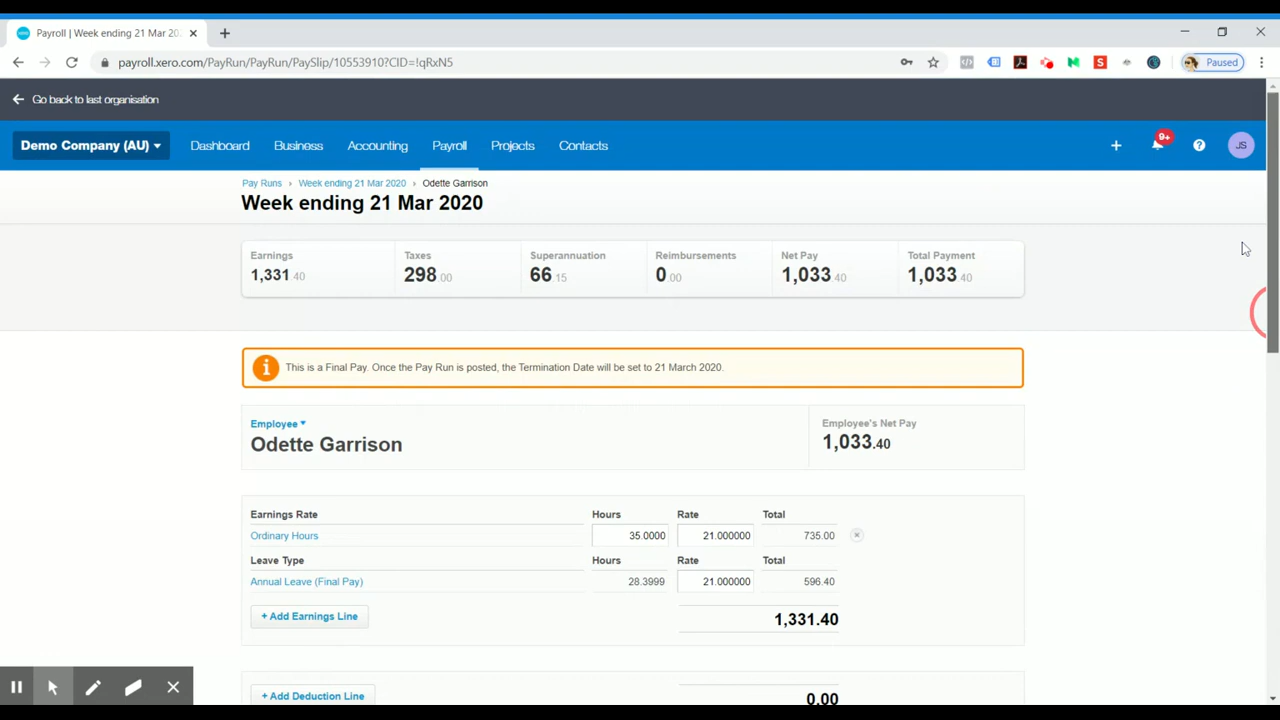 Payroll | Week ending 21 Mar 20
payroll.xero.com/PayRun/PayRun/PaySlip/10553910?CID=!qRxN5
Paused
Go back to last organisation
Demo Company (AU) Dashboard Business Accounting Payroll Projects Contacts 9+ JS
Pay Runs › Week ending 21 Mar 2020 › Odette Garrison
Week ending 21 Mar 2020
Earnings Taxes Superannuation Reimbursements Net Pay Total Payment
1,331.40 298.00 66.15 0.00 1,033.40 1,033.40
This is a Final Pay. Once the Pay Run is posted, the Termination Date will be set to 21 March 2020.
Employee Employee's Net Pay
Odette Garrison 1,033.40
Earnings Rate Hours Rate Total
Ordinary Hours 35.0000 21.000000 735.00
Leave Type Hours Rate Total
Annual Leave (Final Pay) 28.3999 21.000000 596.40
+ Add Earnings Line 1,331.40
+ Add Deduction Line 0.00